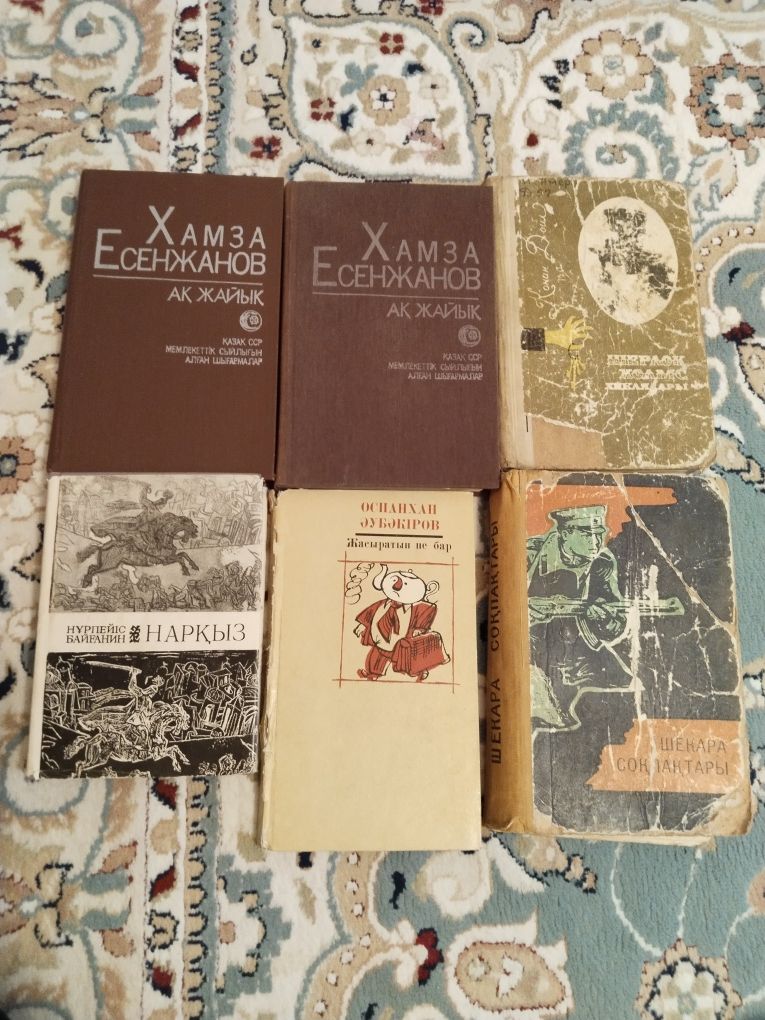 ХАМЗА
ЕСЕНЖАНОВ
АҚ ЖАЙЫҚ
ҚАЗАҚ ССР
МЕМЛЕКЕТТІК СЫЙЛЫҒЫН
АЛҒАН ШЫҒАРМАЛАР
ХАМЗА
ЕСЕНЖАНОВ
АҚ ЖАЙЫҚ
ҚАЗАҚ ССР
МЕМЛЕКЕТТІК СЫЙЛЫҒЫН
АЛҒАН ШЫҒАРМАЛАР
Конан Дойл
ШЕРЛОК
ХОЛМС
НҮРПЕЙІС
БАЙҒАНИН
НАРҚЫЗ
ОСПАНХАН
ӘУБӘКІРОВ
Жасыратын не бар
ШЕКАРА СОҚПАҚТАРЫ
ШЕКАРА
СОҚПАҚТАРЫ